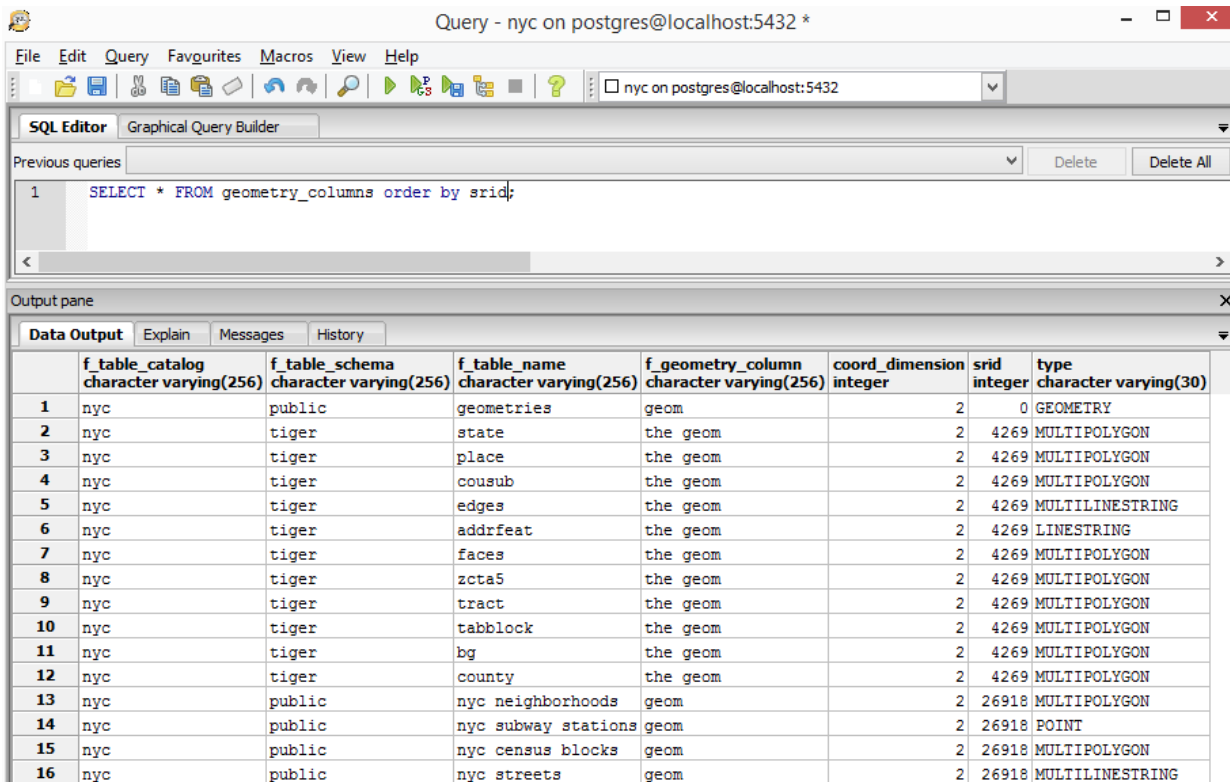 Query - nyc on postgres@localhost:5432 *
File Edit Query Favourites Macros View Help
nyc on postgres@localhost:5432
SQL Editor Graphical Query Builder
Previous queries Delete Delete All
1 SELECT * FROM geometry_columns order by srid;
Output pane
Data Output Explain Messages History
f_table_catalog f_table_schema f_table_name f_geometry_column coord_dimension srid type
character varying(256) character varying(256) character varying(256) character varying(256) integer integer character varying(30)
1 nyc public geometries geom 2 0 GEOMETRY
2 nyc tiger state the geom 2 4269 MULTIPOLYGON
3 nyc tiger place the geom 2 4269 MULTIPOLYGON
4 nyc tiger cousub the geom 2 4269 MULTIPOLYGON
5 nyc tiger edges the geom 2 4269 MULTILINESTRING
6 nyc tiger addrfeat the geom 2 4269 LINESTRING
7 nyc tiger faces the geom 2 4269 MULTIPOLYGON
8 nyc tiger zcta5 the geom 2 4269 MULTIPOLYGON
9 nyc tiger tract the geom 2 4269 MULTIPOLYGON
10 nyc tiger tabblock the geom 2 4269 MULTIPOLYGON
11 nyc tiger bg the geom 2 4269 MULTIPOLYGON
12 nyc tiger county the geom 2 4269 MULTIPOLYGON
13 nyc public nyc neighborhoods geom 2 26918 MULTIPOLYGON
14 nyc public nyc subway stations geom 2 26918 POINT
15 nyc public nyc census blocks geom 2 26918 MULTIPOLYGON
16 nyc public nyc streets geom 2 26918 MULTILINESTRING